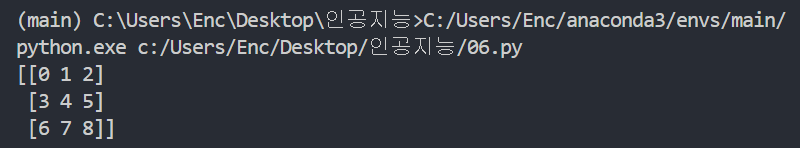 (main) C:\Users\Enc\Desktop\인공지능>C:/Users/Enc/anaconda3/envs/main/
python.exe c:/Users/Enc/Desktop/인공지능/06.py
[[0 1 2]
 [3 4 5]
 [6 7 8]]